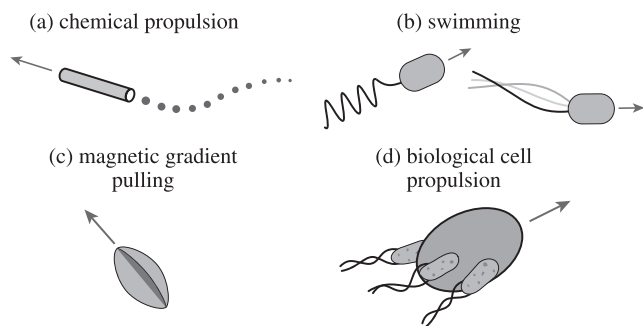 (a) chemical propulsion
(b) swimming
(c) magnetic gradient
pulling
(d) biological cell
propulsion